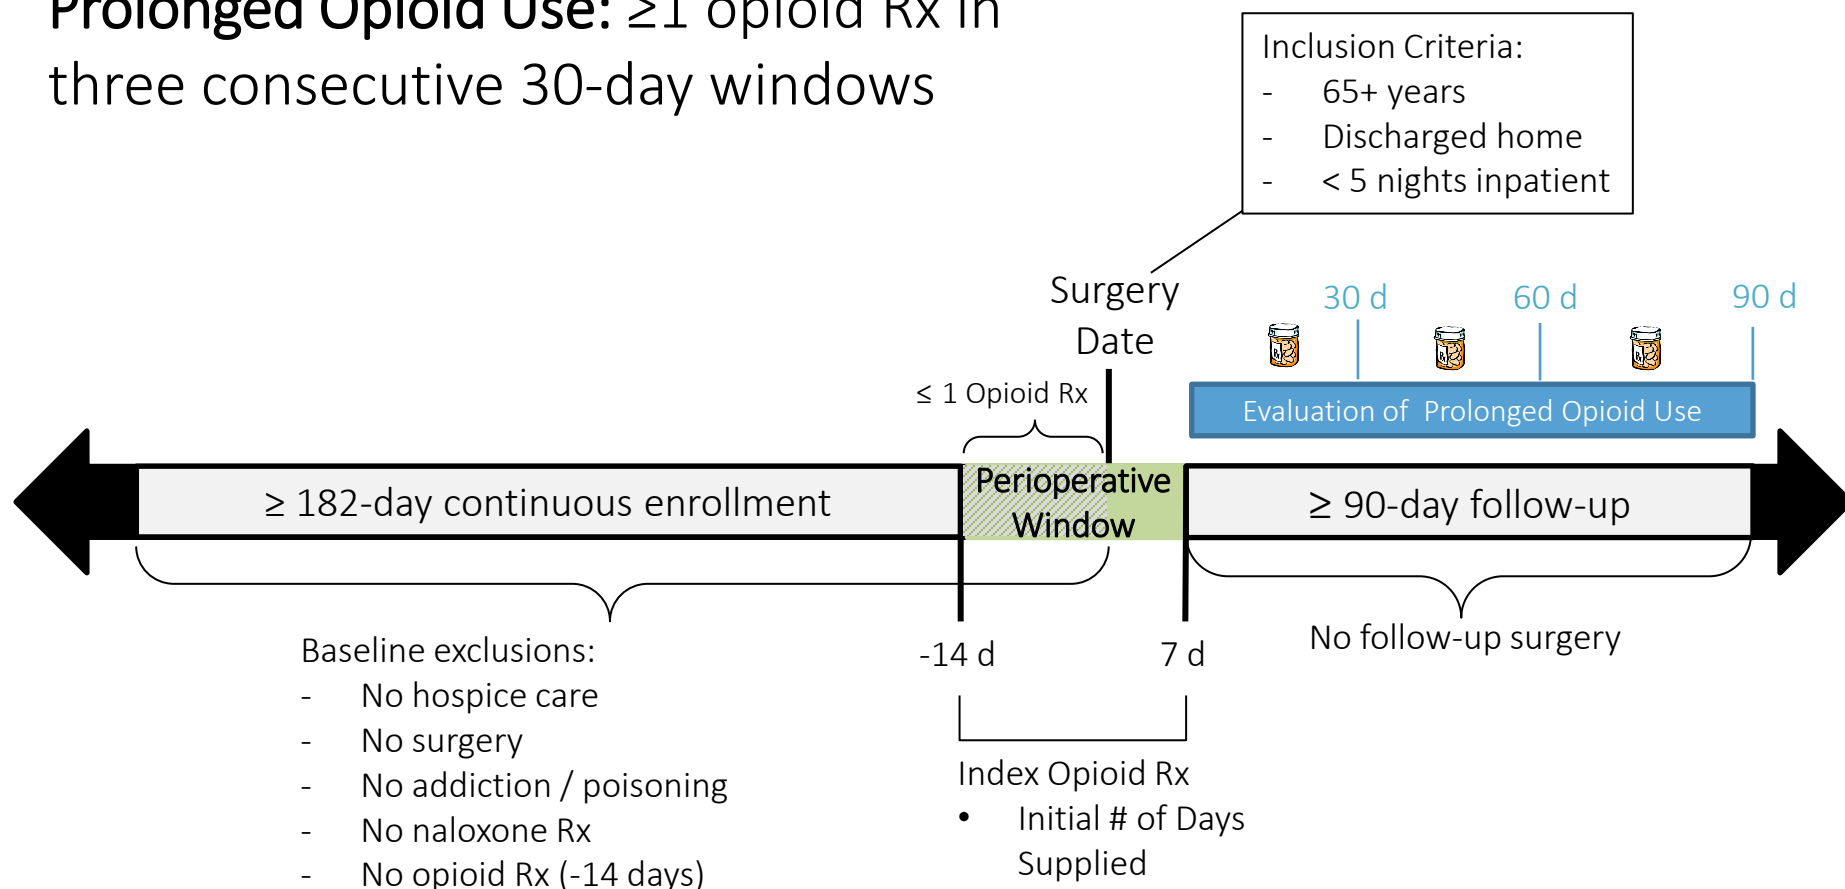 Prolonged Opioid Use: ≥1 opioid Rx in
three consecutive 30-day windows
Inclusion Criteria:
- 65+ years
- Discharged home
- < 5 nights inpatient
Surgery
Date
30 d
60 d
90 d
≤ 1 Opioid Rx
Evaluation of Prolonged Opioid Use
≥ 182-day continuous enrollment
Perioperative
Window
≥ 90-day follow-up
Baseline exclusions:
- No hospice care
- No surgery
- No addiction / poisoning
- No naloxone Rx
- No opioid Rx (-14 days)
-14 d
7 d
No follow-up surgery
Index Opioid Rx
• Initial # of Days
Supplied